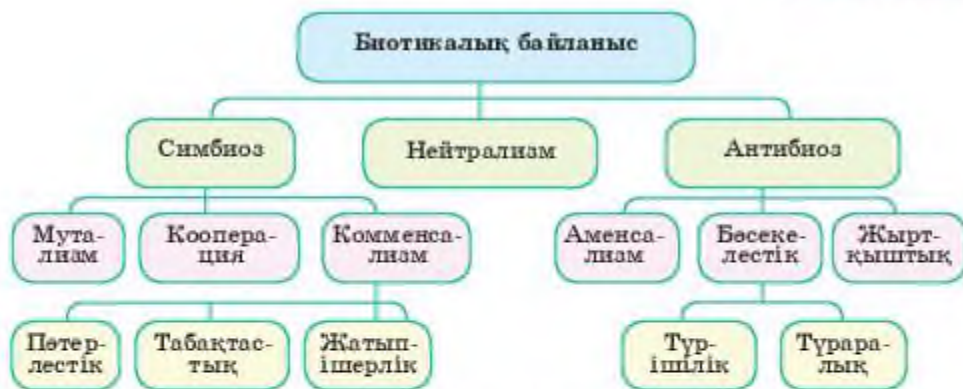 Биотикалық байланыс
Симбиоз
Нейтрализм
Антибиоз
Мута-
лизм
Коопера-
ция
Комменса-
лизм
Аменса-
лизм
Бәсеке-
лестік
Жырт-
қыштық
Пәтер-
лестік
Табақтас-
тық
Жатып-
ішерлік
Түр-
ішілік
Түрара-
лық